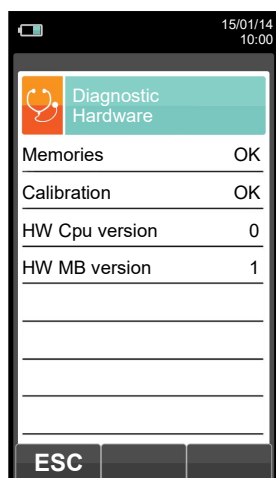 15/01/14
10:00
Diagnostic
Hardware
Memories OK
Calibration OK
HW Cpu version 0
HW MB version 1
ESC